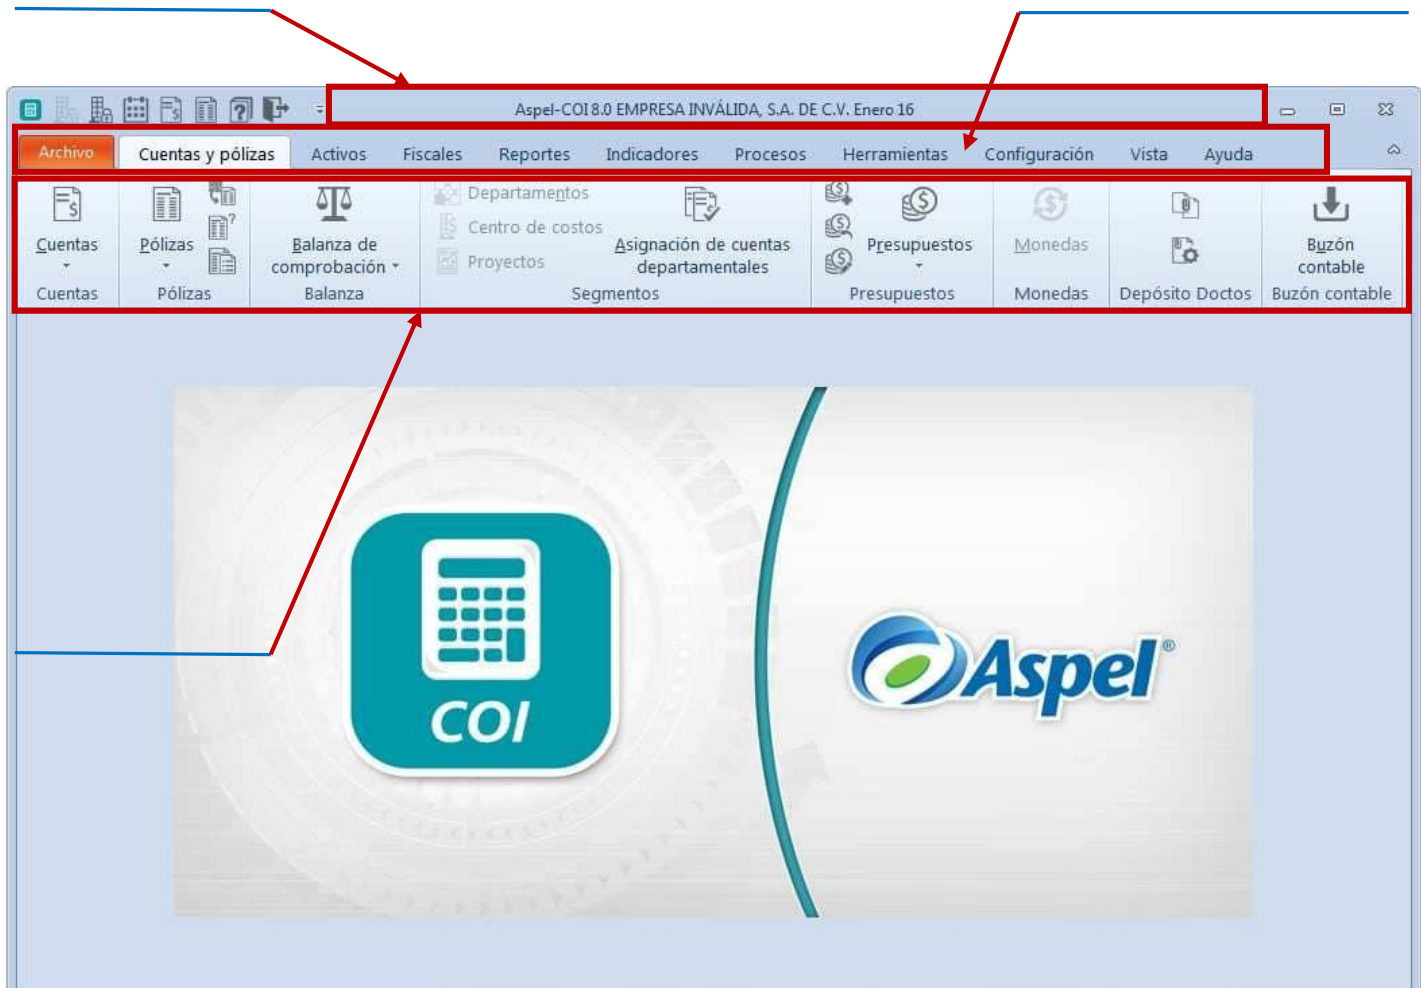 Aspel-COI 8.0 EMPRESA INVÁLIDA, S.A. DE C.V. Enero 16
Archivo Cuentas y pólizas Activos Fiscales Reportes Indicadores Procesos Herramientas Configuración Vista Ayuda
Cuentas
Pólizas
Balanza de
comprobación
Departamentos
Centro de costos
Proyectos
Asignación de cuentas
departamentales
Presupuestos
Monedas
Buzón
contable
Cuentas Pólizas Balanza Segmentos Presupuestos Monedas Depósito Doctos Buzón contable
COI
Aspel®